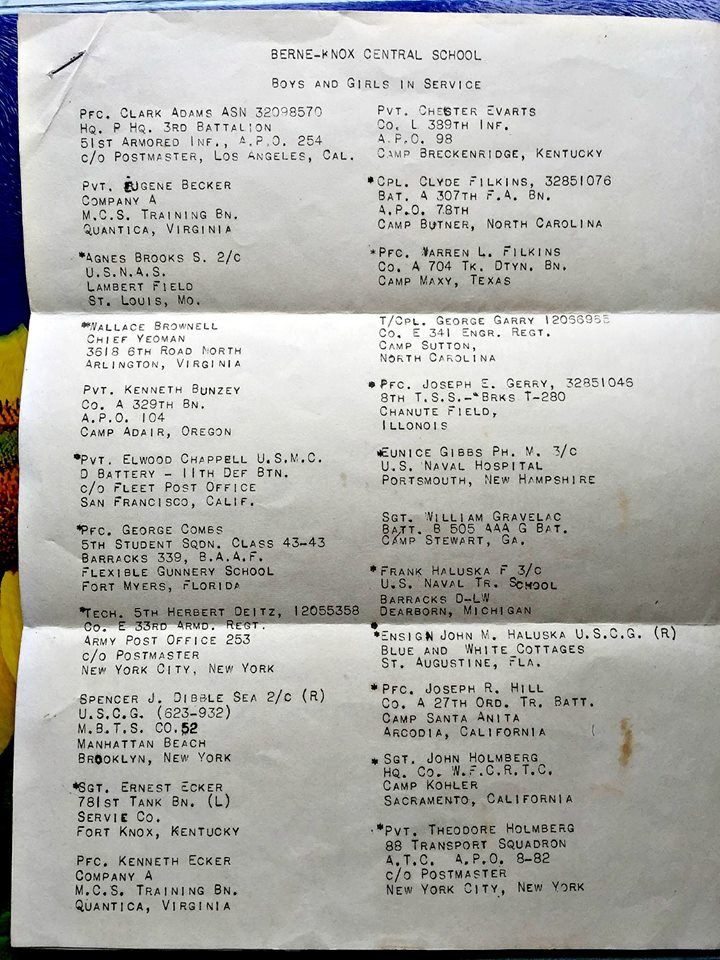 BERNE-KNOX CENTRAL SCHOOL
BOYS AND GIRLS IN SERVICE
PFC. CLARK ADAMS ASN 32098570
HQ. P HQ. 3RD BATTALION
51ST ARMORED INF., A.P.O. 254
C/O POSTMASTER, LOS ANGELES, CAL.
PVT. EUGENE BECKER
COMPANY A
M.C.S. TRAINING BN.
QUANTICA, VIRGINIA
*AGNES BROOKS S. 2/C
U.S.N.A.S.
LAMBERT FIELD
ST. LOUIS, MO.
*WALLACE BROWNELL
CHIEF YEOMAN
3618 6TH ROAD NORTH
ARLINGTON, VIRGINIA
PVT. KENNETH BUNZEY
CO. A 329TH BN.
A.P.O. 104
CAMP ADAIR, OREGON
*PVT. ELWOOD CHAPPELL U.S.M.C.
D BATTERY - 11TH DEF BTN.
C/O FLEET POST OFFICE
SAN FRANCISCO, CALIF.
*PFC. GEORGE COMBS
5TH STUDENT SQDN. CLASS 43-43
BARRACKS 339, B.A.A.F.
FLEXIBLE GUNNERY SCHOOL
FORT MYERS, FLORIDA
*TECH. 5TH HERBERT DEITZ, 12055358
CO. E 33RD ARMD. REGT.
ARMY POST OFFICE 253
C/O POSTMASTER
NEW YORK CITY, NEW YORK
SPENCER J. DIBBLE SEA 2/C (R)
U.S.C.G. (623-932)
M.B.T.S. CO.52
MANHATTAN BEACH
BROOKLYN, NEW YORK
*SGT. ERNEST ECKER
781ST TANK BN. (L)
SERVIE CO.
FORT KNOX, KENTUCKY
PFC. KENNETH ECKER
COMPANY A
M.C.S. TRAINING BN.
QUANTICA, VIRGINIA
PVT. CHESTER EVARTS
CO. L 389TH INF.
A.P.O. 98
CAMP BRECKENRIDGE, KENTUCKY
*CPL. CLYDE FILKINS, 32851076
BAT. A 307TH F.A. BN.
A.P.O. 78TH
CAMP BUTNER, NORTH CAROLINA
*PFC. WARREN L. FILKINS
CO. A 704 TK. DTYN. BN.
CAMP MAXY, TEXAS
T/CPL. GEORGE GARRY
CO. E 341 ENGR. REGT.
CAMP SUTTON,
NORTH CAROLINA
*PFC. JOSEPH E. GERRY, 32851046
8TH T.S.S.-*BRKS T-280
CHANUTE FIELD,
ILLINOIS
*EUNICE GIBBS PH. M. 3/C
U.S. NAVAL HOSPITAL
PORTSMOUTH, NEW HAMPSHIRE
SGT. WILLIAM GRAVELAC
BATT. B 505 AAA G BAT.
CAMP STEWART, GA.
*FRANK HALUSKA F 3/C
U.S. NAVAL TR. SCHOOL
BARRACKS D-LW
DEARBORN, MICHIGAN
*ENSIGN JOHN M. HALUSKA U.S.C.G. (R)
BLUE AND WHITE COTTAGES
ST. AUGUSTINE, FLA.
*PFC. JOSEPH R. HILL
CO. A 27TH ORD. TR. BATT.
CAMP SANTA ANITA
ARCODIA, CALIFORNIA
*SGT. JOHN HOLMBERG
HQ. CO. W.F.C.R.T.C.
CAMP KOHLER
SACRAMENTO, CALIFORNIA
*PVT. THEODORE HOLMBERG
88 TRANSPORT SQUADRON
A.T.C. A.P.O. 8-82
C/O POSTMASTER
NEW YORK CITY, NEW YORK